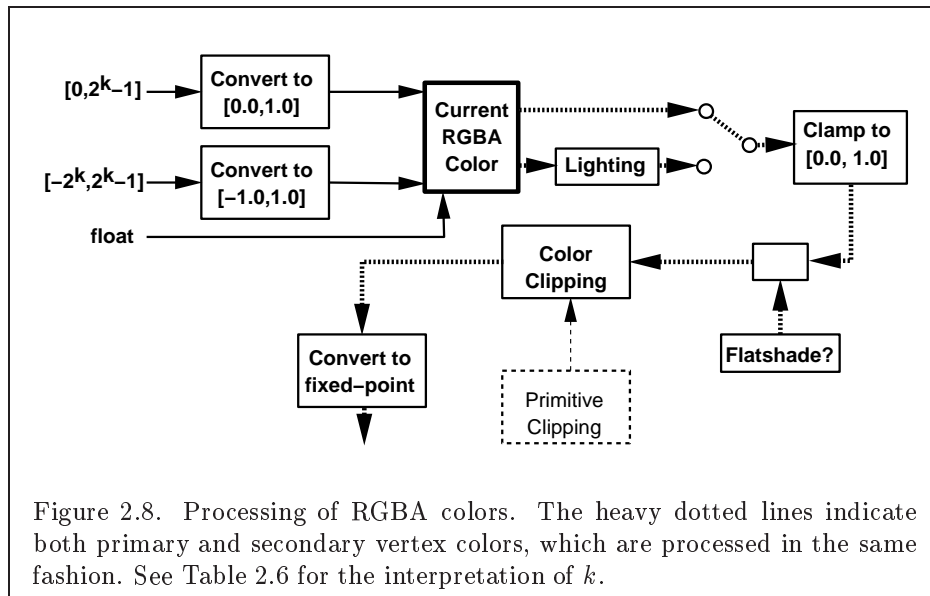 [0,2k−1]
Convert to
[0.0,1.0]
[−2k,2k−1]
Convert to
[−1.0,1.0]
float
Current
RGBA
Color
Lighting
Clamp to
[0.0, 1.0]
Color
Clipping
Flatshade?
Convert to
fixed−point
Primitive
Clipping
Figure 2.8. Processing of RGBA colors. The heavy dotted lines indicate
both primary and secondary vertex colors, which are processed in the same
fashion. See Table 2.6 for the interpretation of k.